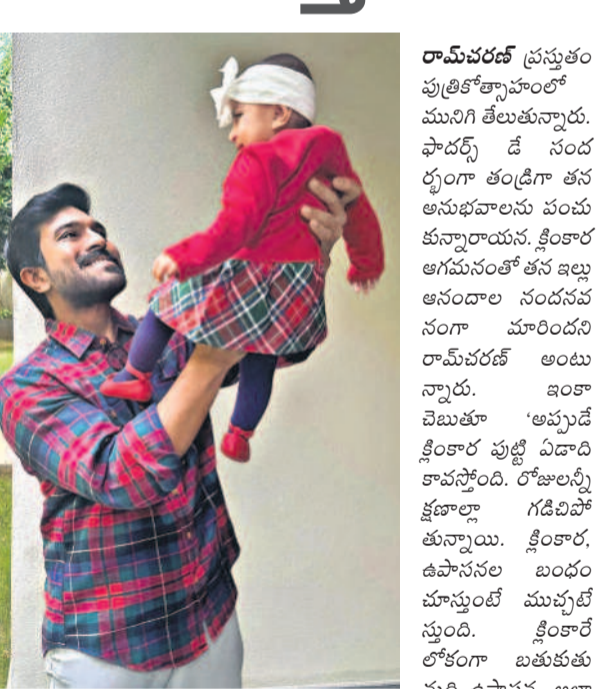 రామ్‌చరణ్ ప్రస్తుతం
పుత్రికోత్సాహంలో
మునిగి తేలుతున్నారు.
ఫాదర్స్ డే సంద
ర్భంగా తండ్రిగా తన
అనుభవాలను పంచు
కున్నారాయన. క్లింకార
ఆగమనంతో తన ఇల్లు
ఆనందాల నందనవ
నంగా మారిందని
రామ్‌చరణ్ అంటు
న్నారు. ఇంకా
చెబుతూ ‘అప్పుడే
క్లింకార పుట్టి ఏడాది
కావస్తోంది. రోజులన్నీ
క్షణాల్లా గడిచిపో
తున్నాయి. క్లింకార,
ఉపాసనల బంధం
చూస్తుంటే ముచ్చటే
స్తుంది. క్లింకారే
లోకంగా బతుకుతు